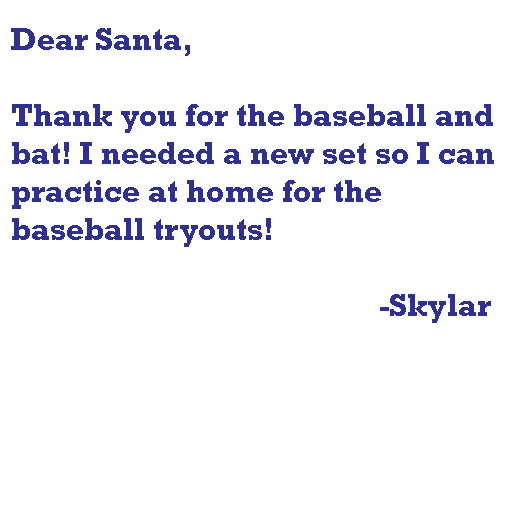 Dear Santa,
Thank you for the baseball and
bat! I needed a new set so I can
practice at home for the
baseball tryouts!
-Skylar